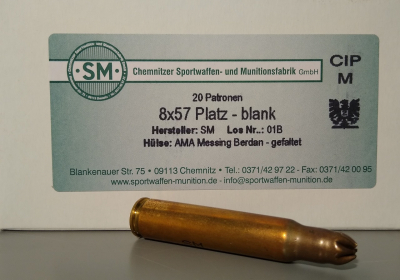 SM
Chemnitzer Sportwaffen- und Munitionsfabrik GmbH
CIP
M
20 Patronen
8x57 Platz - blank
Hersteller: SM Los Nr..: 01B
Hülse: AMA Messing Berdan - gefaltet
Blankenauer Str. 75 • 09113 Chemnitz • Tel.: 0371/42 97 22 - Fax: 0371/42 00 95
www.sportwaffen-munition.de - info@sportwaffen-munition.de